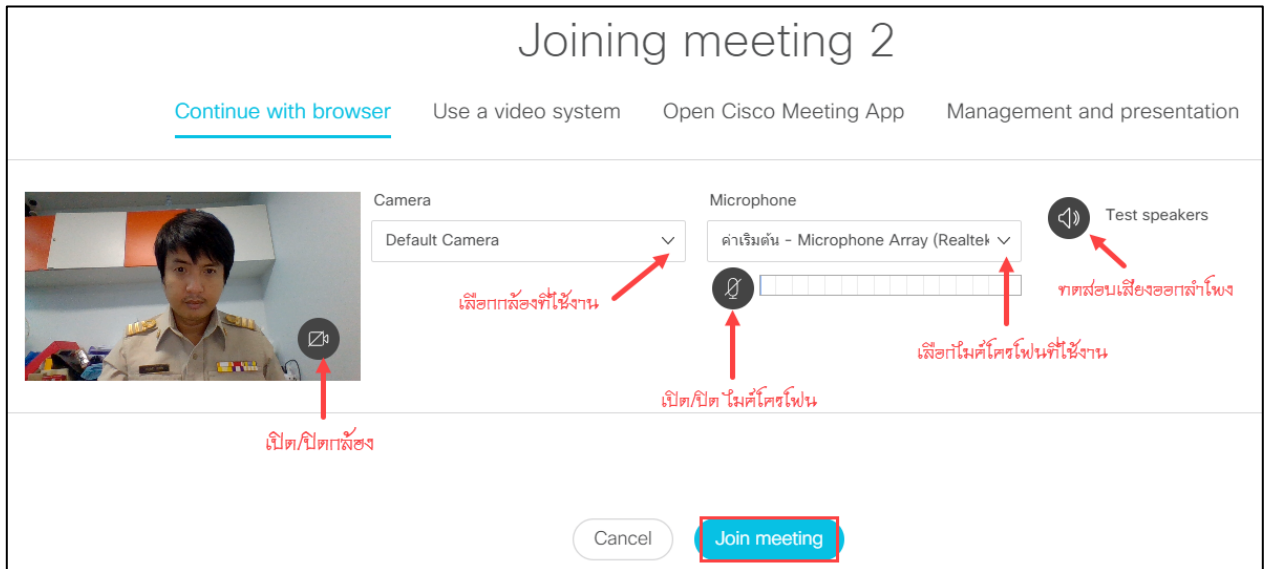 Joining meeting 2
Continue with browser Use a video system Open Cisco Meeting App Management and presentation
Camera Microphone
Default Camera ค่าเริ่มต้น - Microphone Array (Realtek Test speakers
เลือกกล้องที่ใช้งาน ทดสอบเสียงออกลำโพง
เลือกไมค์โครโฟนที่ใช้งาน
เปิด/ปิด ไมค์โครโฟน
เปิด/ปิดกล้อง
Cancel Join meeting